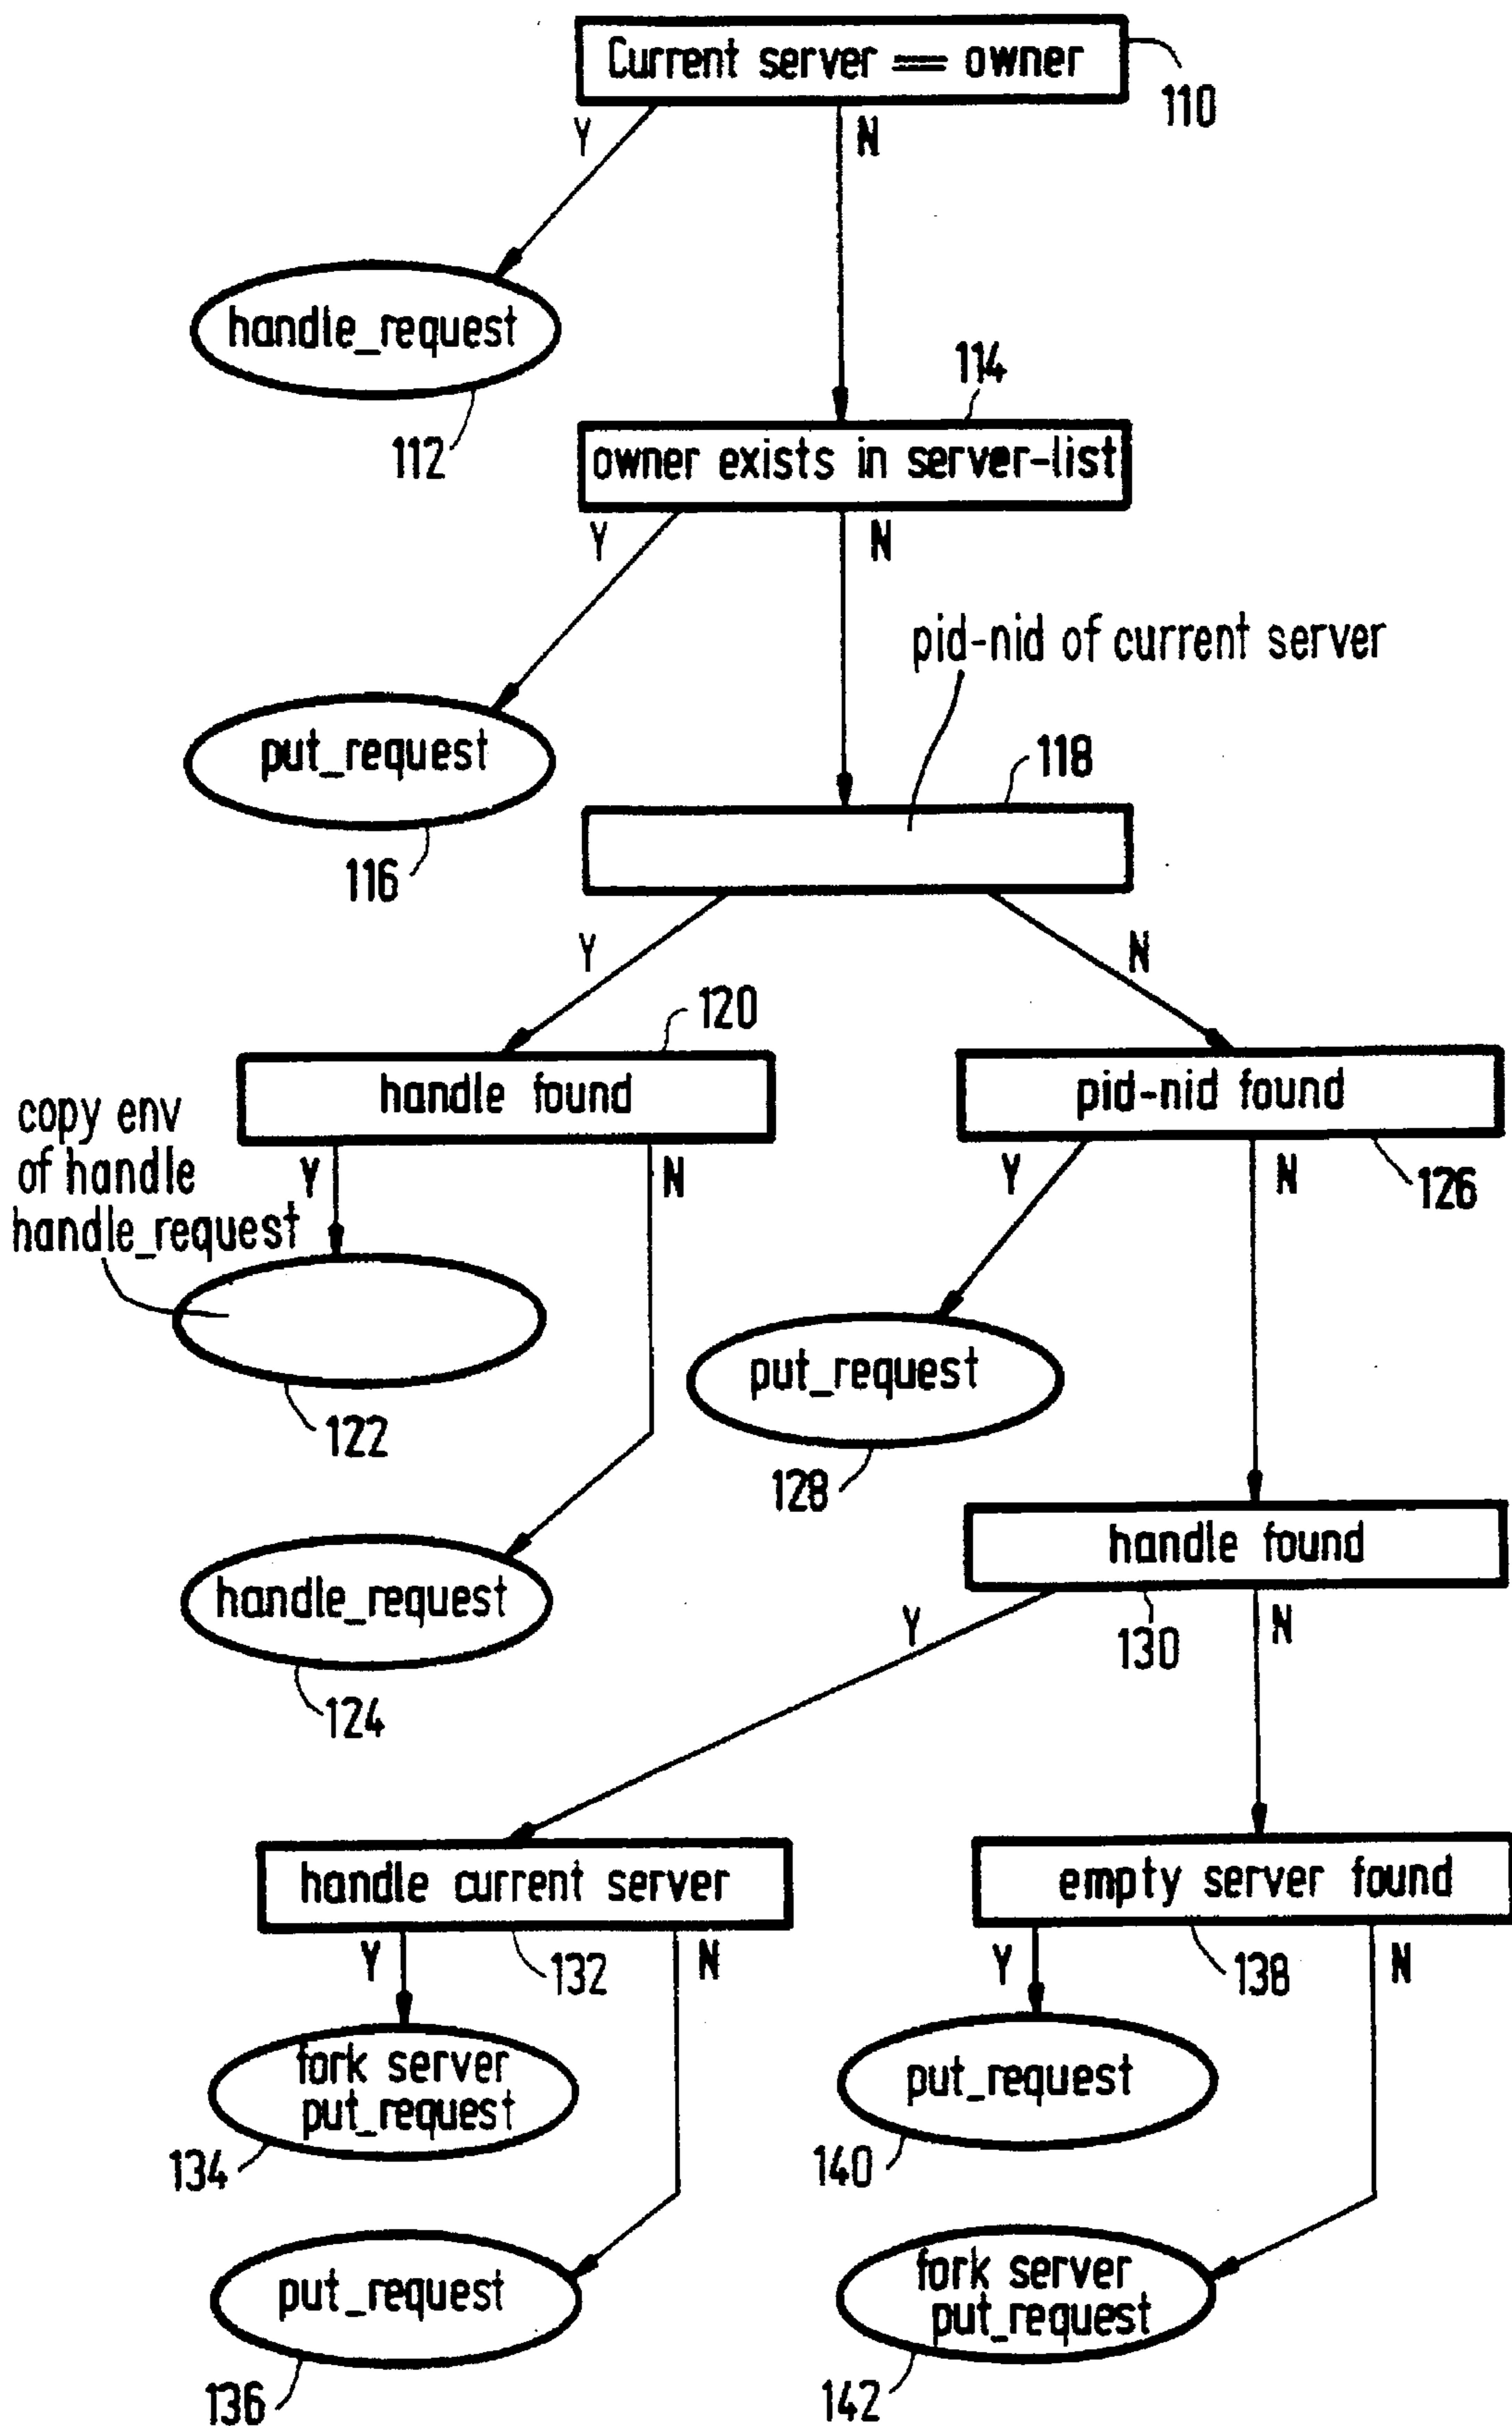 Current server == owner
110
Y
N
handle_request
112
114
owner exists in server-list
Y
N
pid-nid of current server
put_request
116
118
Y
N
120
handle found
pid-nid found
126
copy env
of handle
handle_request
Y
N
Y
N
122
put_request
128
handle found
130
handle_request
124
Y
N
handle current server
empty server found
Y
132
N
Y
138
N
fork server
put_request
134
put_request
140
put_request
136
fork server
put_request
142